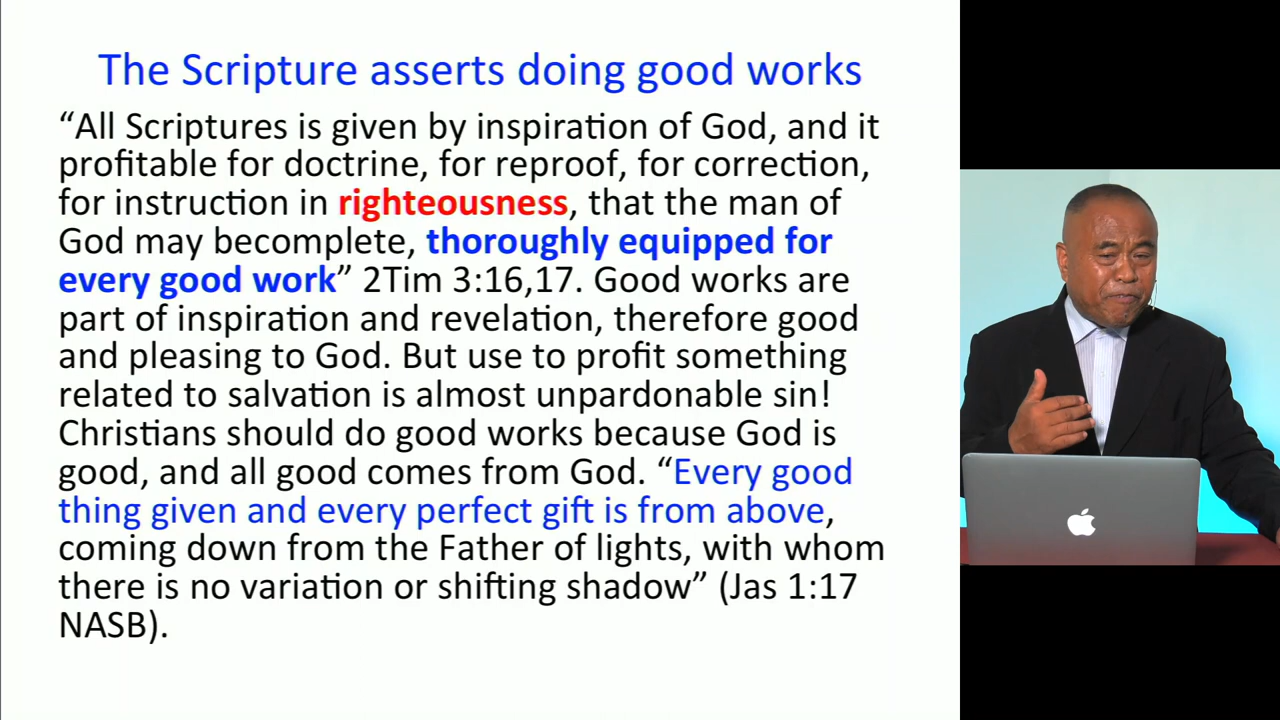 The Scripture asserts doing good works
“All Scriptures is given by inspiration of God, and it
profitable for doctrine, for reproof, for correction,
for instruction in righteousness, that the man of
God may becomplete, thoroughly equipped for
every good work” 2Tim 3:16,17. Good works are
part of inspiration and revelation, therefore good
and pleasing to God. But use to profit something
related to salvation is almost unpardonable sin!
Christians should do good works because God is
good, and all good comes from God. “Every good
thing given and every perfect gift is from above,
coming down from the Father of lights, with whom
there is no variation or shifting shadow” (Jas 1:17
NASB).